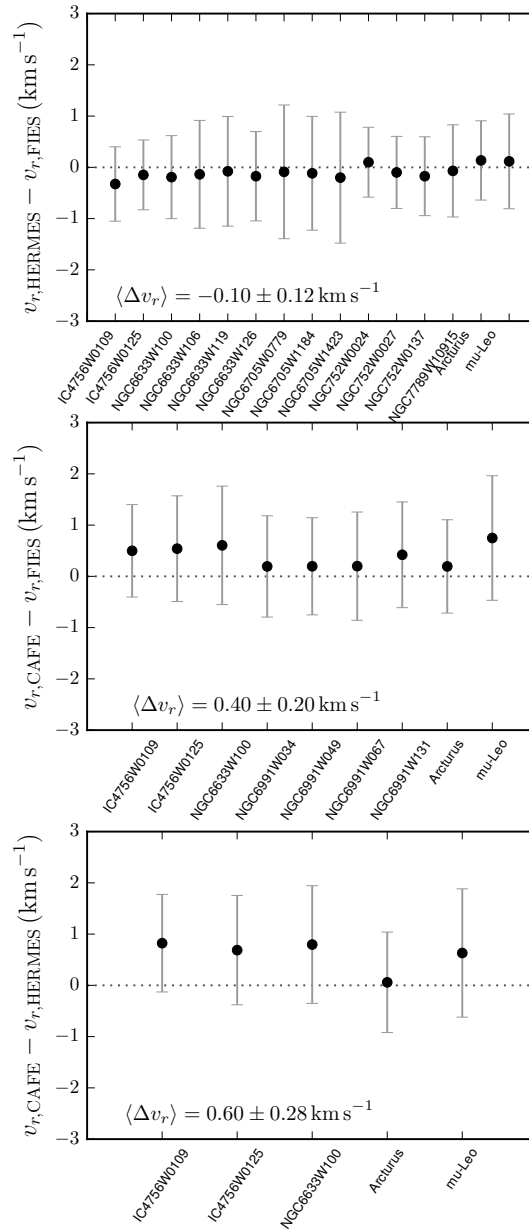 3
2
1
0
−1
−2
−3
v_{r,HERMES} − v_{r,FIES} (km s^{−1})
⟨Δv_r⟩ = −0.10 ± 0.12 km s^{−1}
IC4756W0109
IC4756W0125
NGC6633W100
NGC6633W106
NGC6633W119
NGC6633W126
NGC6705W0779
NGC6705W1184
NGC6705W1423
NGC752W0024
NGC752W0027
NGC752W0137
NGC7789W10915
Arcturus
mu-Leo
3
2
1
0
−1
−2
−3
v_{r,CAFE} − v_{r,FIES} (km s^{−1})
⟨Δv_r⟩ = 0.40 ± 0.20 km s^{−1}
IC4756W0109
IC4756W0125
NGC6633W100
NGC6991W034
NGC6991W049
NGC6991W067
NGC6991W131
Arcturus
mu-Leo
3
2
1
0
−1
−2
−3
v_{r,CAFE} − v_{r,HERMES} (km s^{−1})
⟨Δv_r⟩ = 0.60 ± 0.28 km s^{−1}
IC4756W0109
IC4756W0125
NGC6633W100
Arcturus
mu-Leo